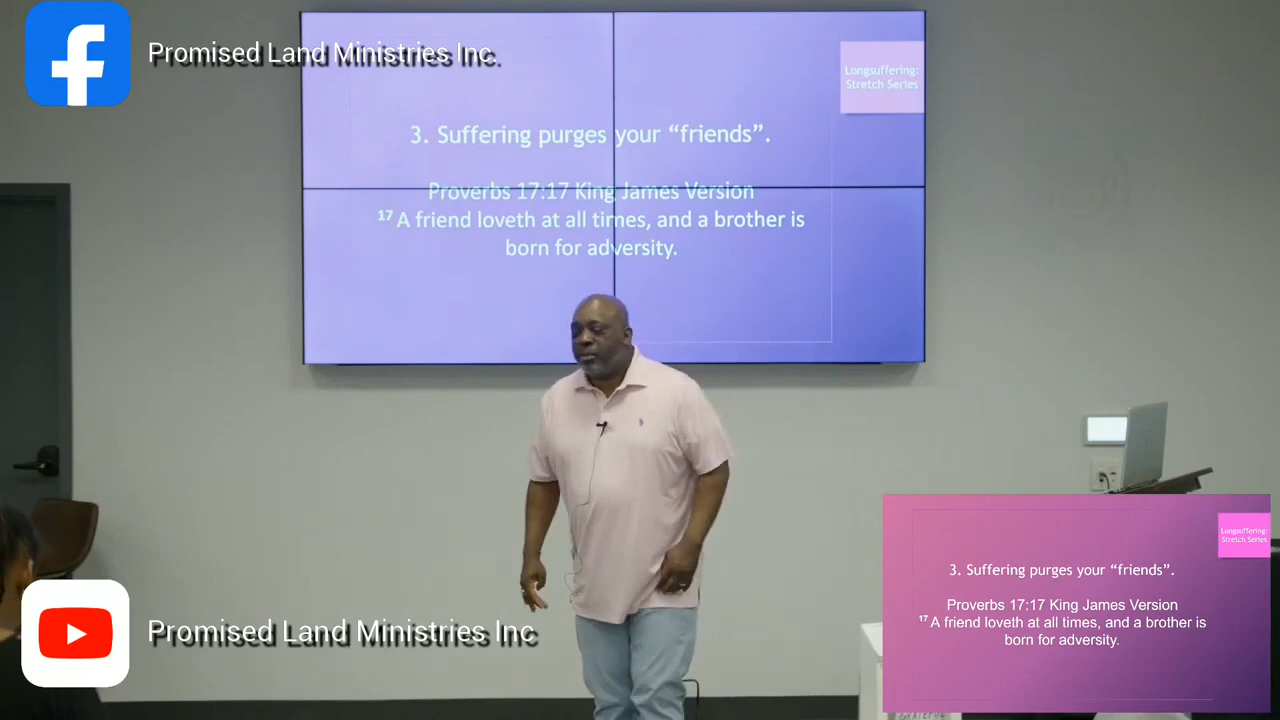 Promised Land Ministries Inc.
Longsuffering:
Stretch Series
3. Suffering purges your “friends”.
Proverbs 17:17 King James Version
17 A friend loveth at all times, and a brother is
born for adversity.
Longsuffering:
Stretch Series
3. Suffering purges your “friends”.
Proverbs 17:17 King James Version
17 A friend loveth at all times, and a brother is
born for adversity.
Promised Land Ministries Inc